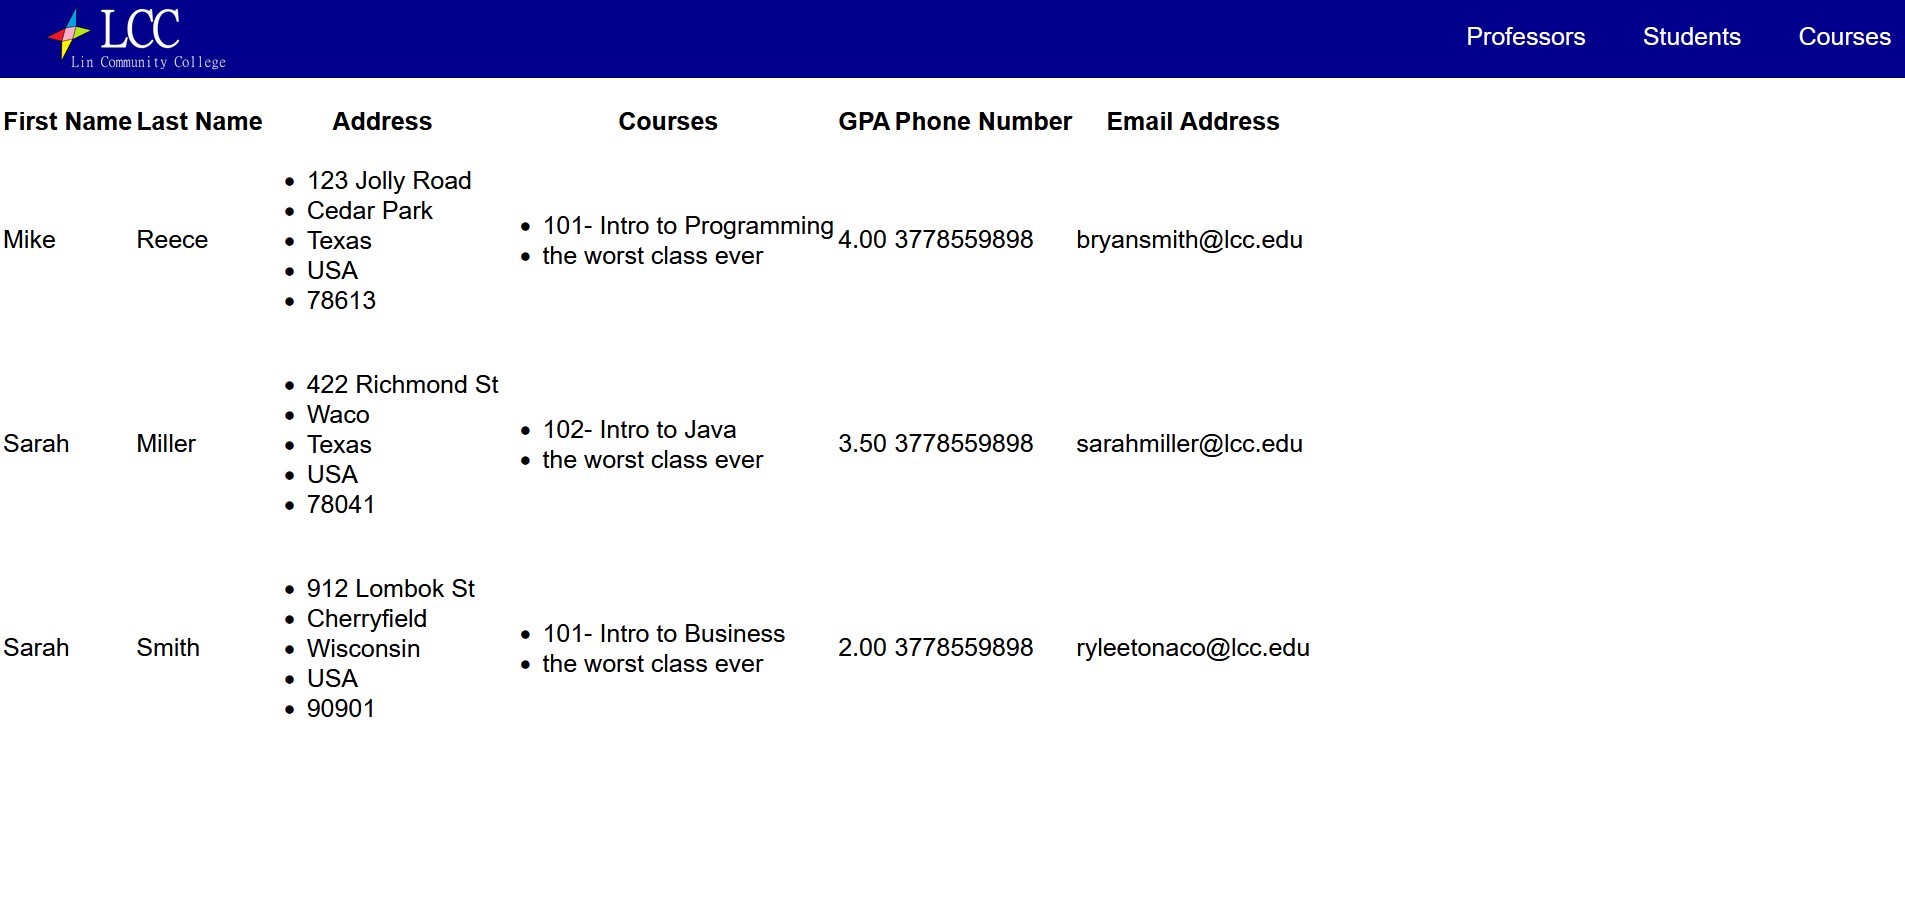 LCC
Lin Community College
Professors Students Courses
First Name Last Name Address Courses GPA Phone Number Email Address
Mike Reece
123 Jolly Road
Cedar Park
Texas
USA
78613
101- Intro to Programming
the worst class ever
4.00 3778559898 bryansmith@lcc.edu
Sarah Miller
422 Richmond St
Waco
Texas
USA
78041
102- Intro to Java
the worst class ever
3.50 3778559898 sarahmiller@lcc.edu
Sarah Smith
912 Lombok St
Cherryfield
Wisconsin
USA
90901
101- Intro to Business
the worst class ever
2.00 3778559898 ryleetonaco@lcc.edu